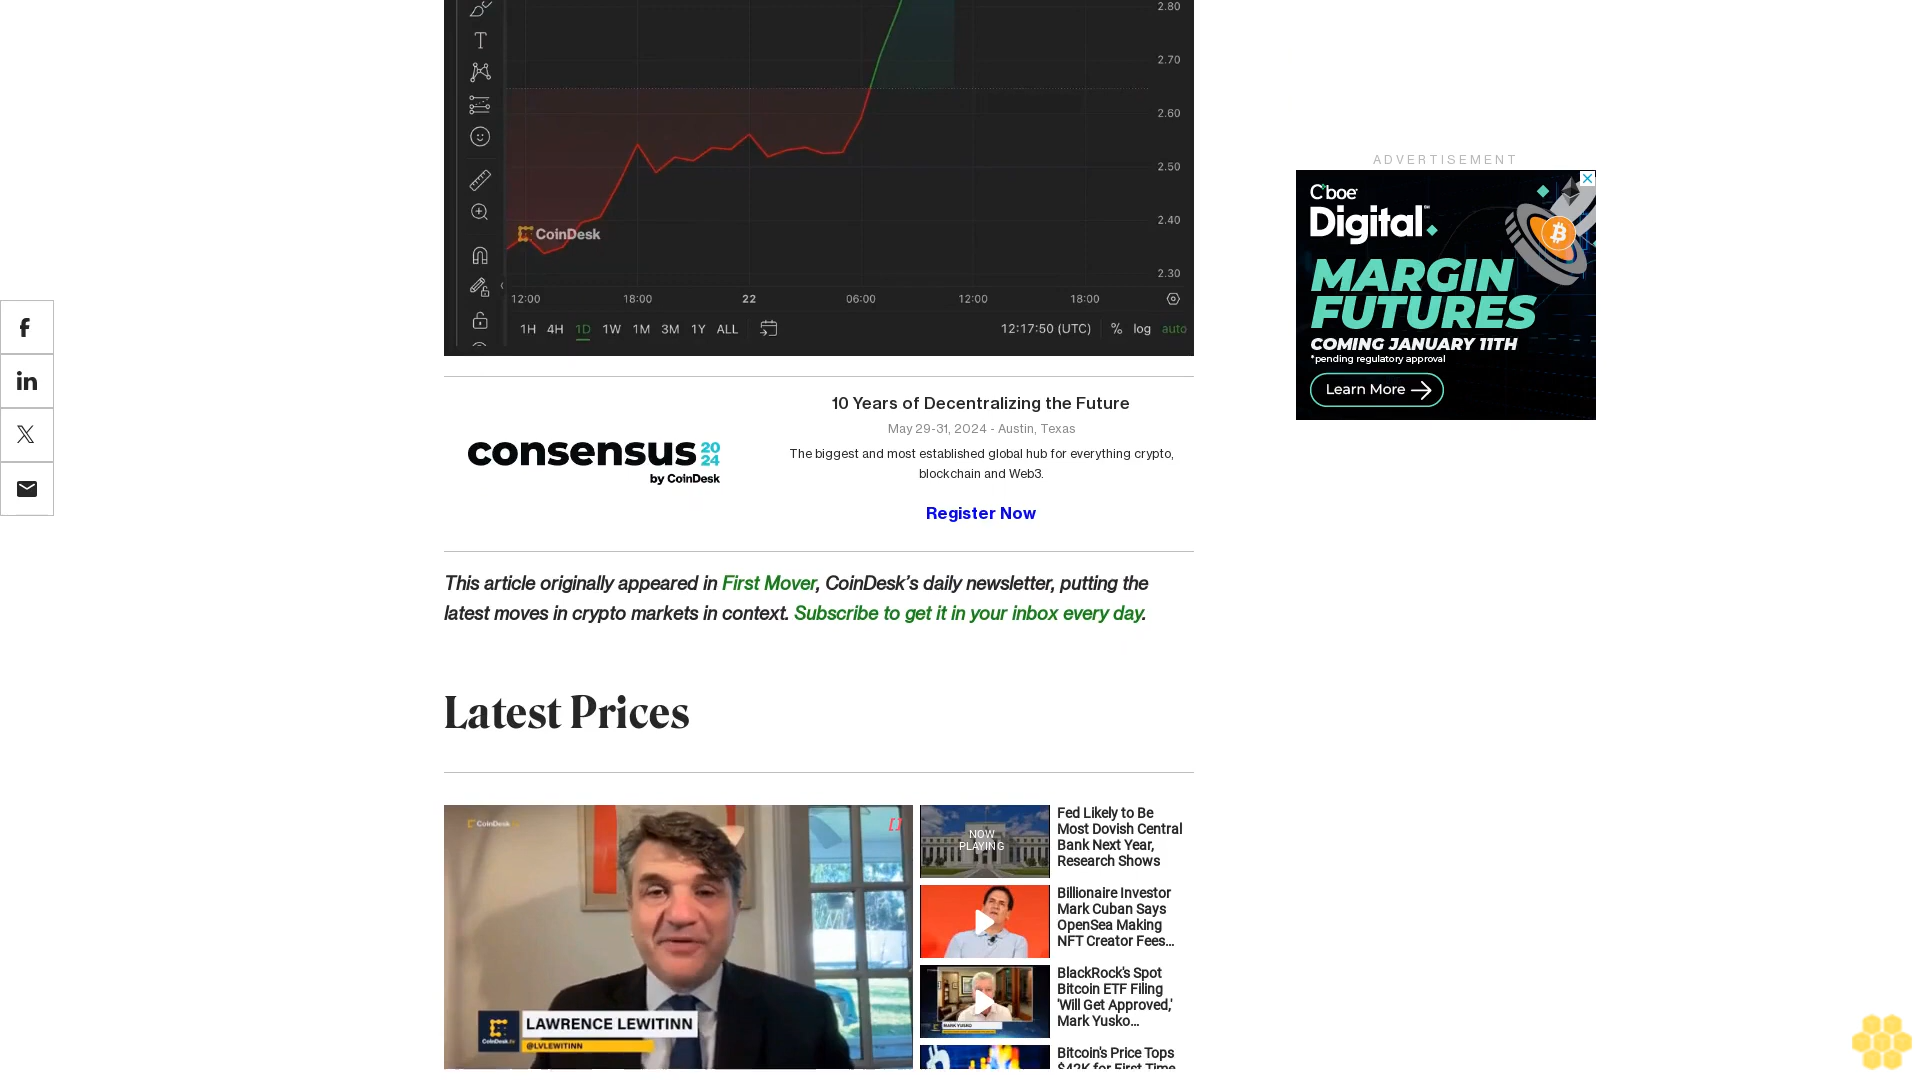 2.80
2.70
2.60
2.50
2.40
2.30
CoinDesk
12:00
18:00
22
06:00
12:00
18:00
1H 4H 1D 1W 1M 3M 1Y ALL
12:17:50 (UTC) % log auto
ADVERTISEMENT
Cboe
Digital
MARGIN
FUTURES
COMING JANUARY 11TH
*pending regulatory approval
Learn More
consensus 2024
by CoinDesk
10 Years of Decentralizing the Future
May 29-31, 2024 - Austin, Texas
The biggest and most established global hub for everything crypto,
blockchain and Web3.
Register Now
This article originally appeared in First Mover, CoinDesk’s daily newsletter, putting the
latest moves in crypto markets in context. Subscribe to get it in your inbox every day.
Latest Prices
CoinDesk
LAWRENCE LEWITINN
CoinDesk.tv
@LVLEWITINN
NOW
PLAYING
Fed Likely to Be
Most Dovish Central
Bank Next Year,
Research Shows
Billionaire Investor
Mark Cuban Says
OpenSea Making
NFT Creator Fees...
MARK YUSKO
BlackRock's Spot
Bitcoin ETF Filing
'Will Get Approved,'
Mark Yusko...
Bitcoin's Price Tops
$42K for First Time